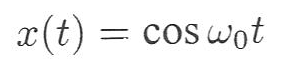 x(t) = cos ω₀t